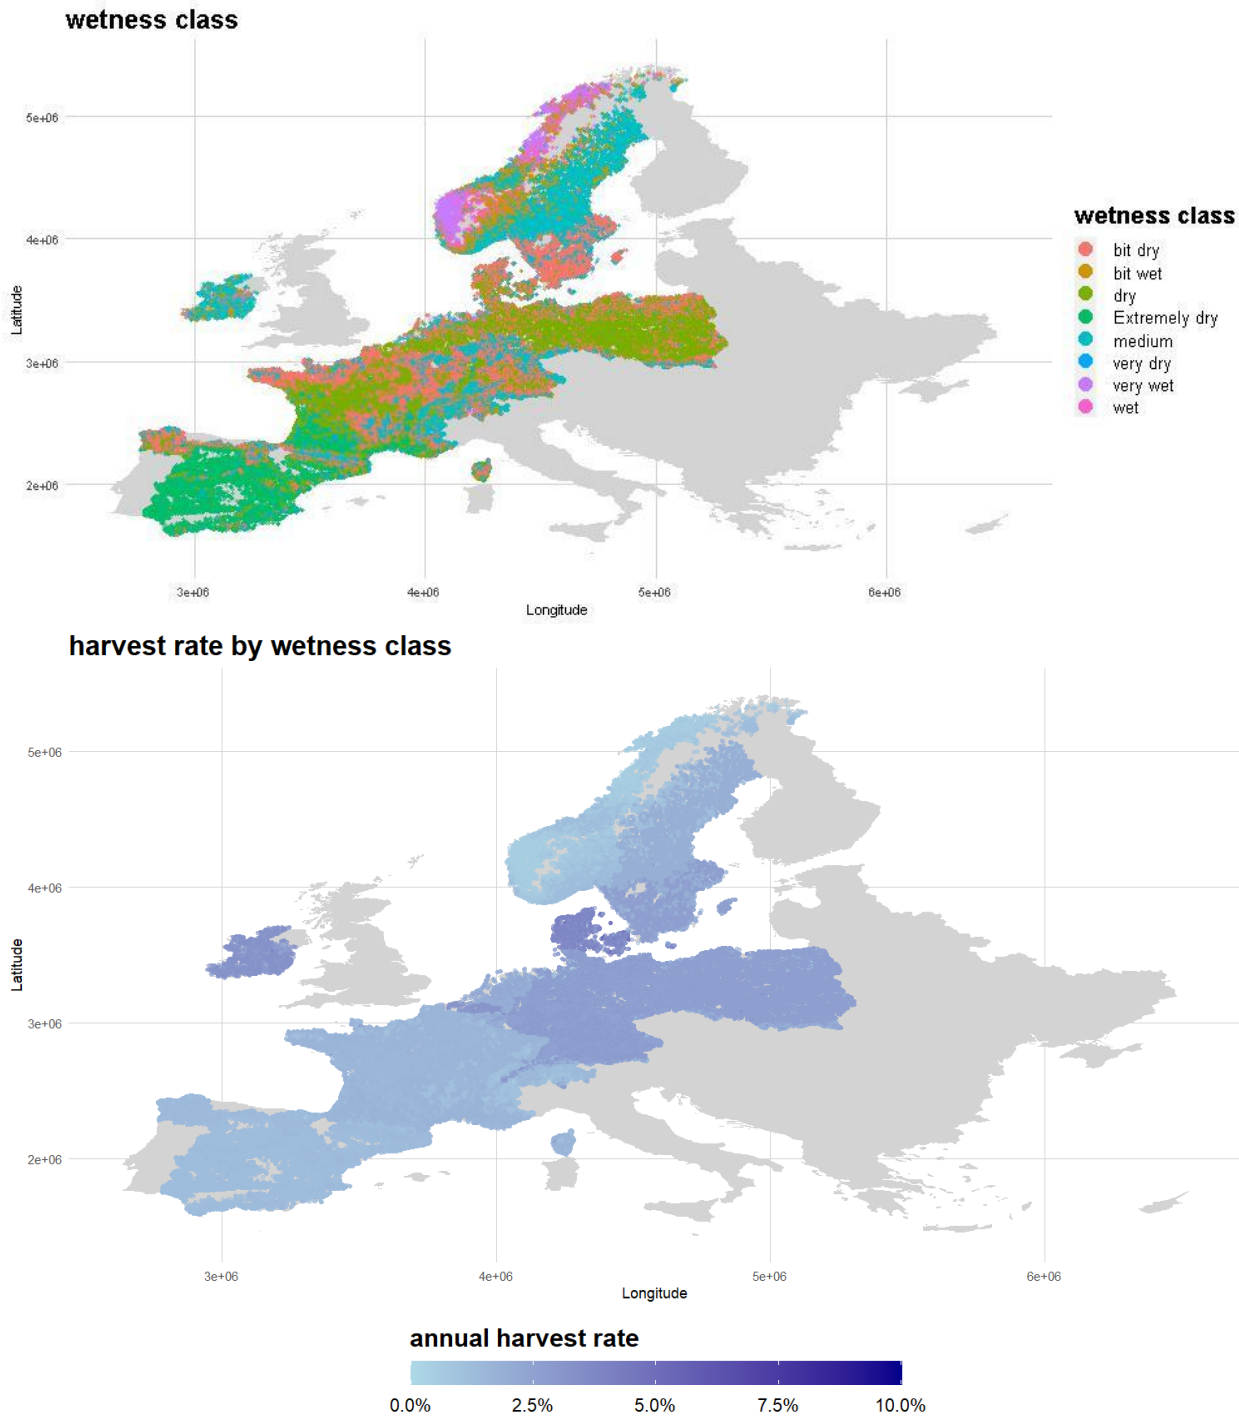 wetness class
5e+06
4e+06
3e+06
2e+06
Latitude
3e+06
4e+06
5e+06
6e+06
Longitude
wetness class
bit dry
bit wet
dry
Extremely dry
medium
very dry
very wet
wet
harvest rate by wetness class
5e+06
4e+06
3e+06
2e+06
Latitude
3e+06
4e+06
5e+06
6e+06
Longitude
annual harvest rate
0.0%
2.5%
5.0%
7.5%
10.0%